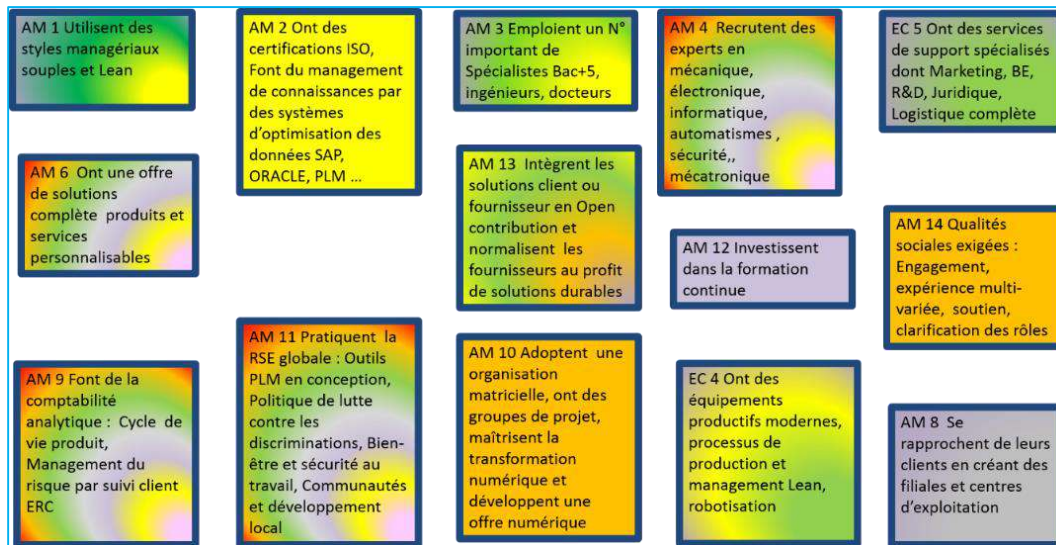 AM 1 Utilisent des
styles managériaux
souples et Lean
AM 2 Ont des
certifications ISO,
Font du management
de connaissances par
des systèmes
d'optimisation des
données SAP,
ORACLE, PLM ...
AM 3 Emploient un N°
important de
Spécialistes Bac+5,
ingénieurs, docteurs
AM 4 Recrutent des
experts en
mécanique,
électronique,
informatique,
automatismes ,
sécurité,,
mécatronique
EC 5 Ont des services
de support spécialisés
dont Marketing, BE,
R&D, Juridique,
Logistique complète
AM 6 Ont une offre
de solutions
complète produits et
services
personnalisables
AM 13 Intègrent les
solutions client ou
fournisseur en Open
contribution et
normalisent les
fournisseurs au profit
de solutions durables
AM 12 Investissent
dans la formation
continue
AM 14 Qualités
sociales exigées :
Engagement,
expérience multi-
variée, soutien,
clarification des rôles
AM 9 Font de la
comptabilité
analytique : Cycle de
vie produit,
Management du
risque par suivi client
ERC
AM 11 Pratiquent la
RSE globale : Outils
PLM en conception,
Politique de lutte
contre les
discriminations, Bien-
être et sécurité au
travail, Communautés
et développement
local
AM 10 Adoptent une
organisation
matricielle, ont des
groupes de projet,
maîtrisent la
transformation
numérique et
développent une
offre numérique
EC 4 Ont des
équipements
productifs modernes,
processus de
production et
management Lean,
robotisation
AM 8 Se
rapprochent de leurs
clients en créant des
filiales et centres
d'exploitation